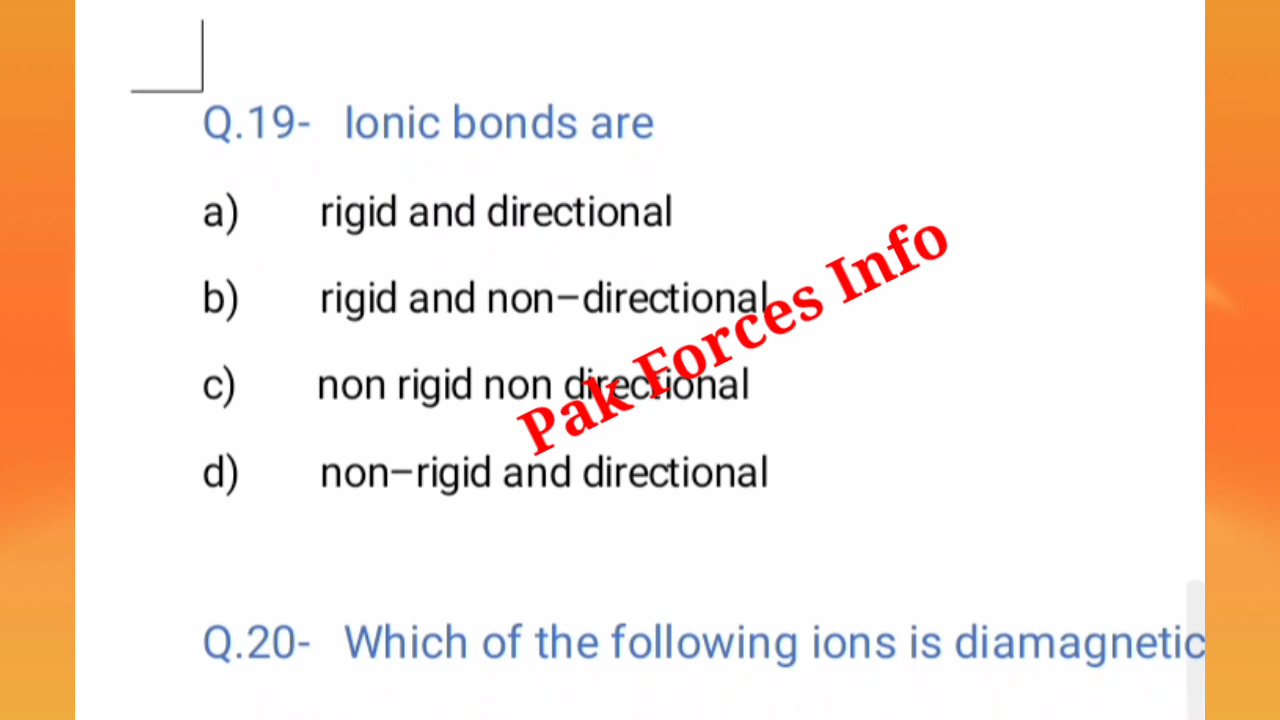 Q.19- Ionic bonds are
a) rigid and directional
b) rigid and non–directional
c) non rigid non directional
d) non–rigid and directional
Pak Forces Info
Q.20- Which of the following ions is diamagnetic